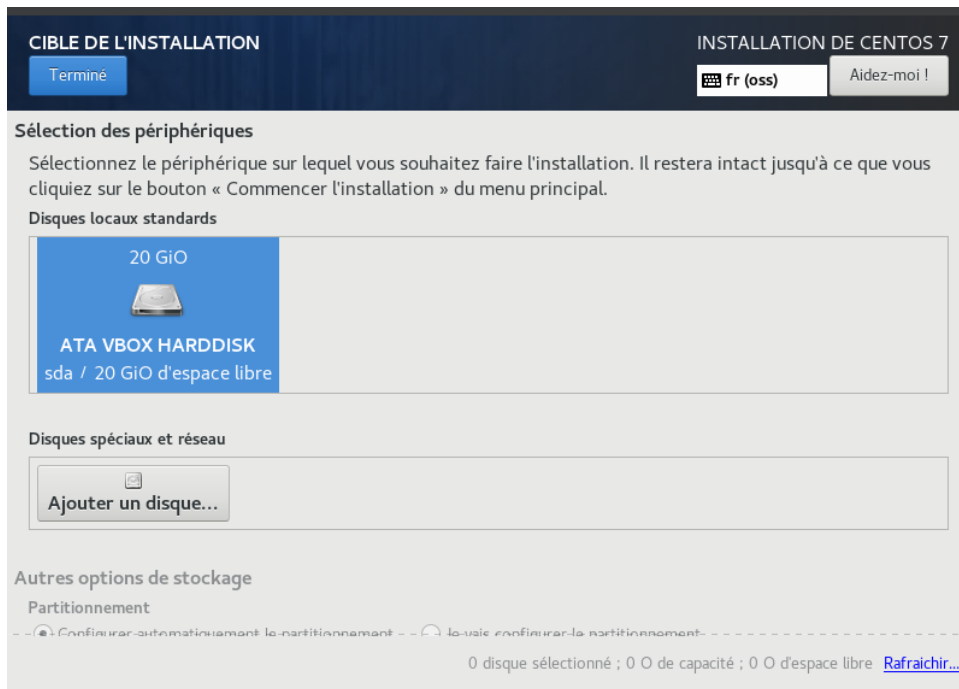 CIBLE DE L'INSTALLATION
INSTALLATION DE CENTOS 7
Terminé
fr (oss)
Aidez-moi !
Sélection des périphériques
Sélectionnez le périphérique sur lequel vous souhaitez faire l'installation. Il restera intact jusqu'à ce que vous
cliquiez sur le bouton « Commencer l'installation » du menu principal.
Disques locaux standards
20 GiO
ATA VBOX HARDDISK
sda / 20 GiO d'espace libre
Disques spéciaux et réseau
Ajouter un disque...
Autres options de stockage
Partitionnement
Configurer automatiquement le partitionnement
Je vais configurer le partitionnement
0 disque sélectionné ; 0 O de capacité ; 0 O d'espace libre
Rafraichir...